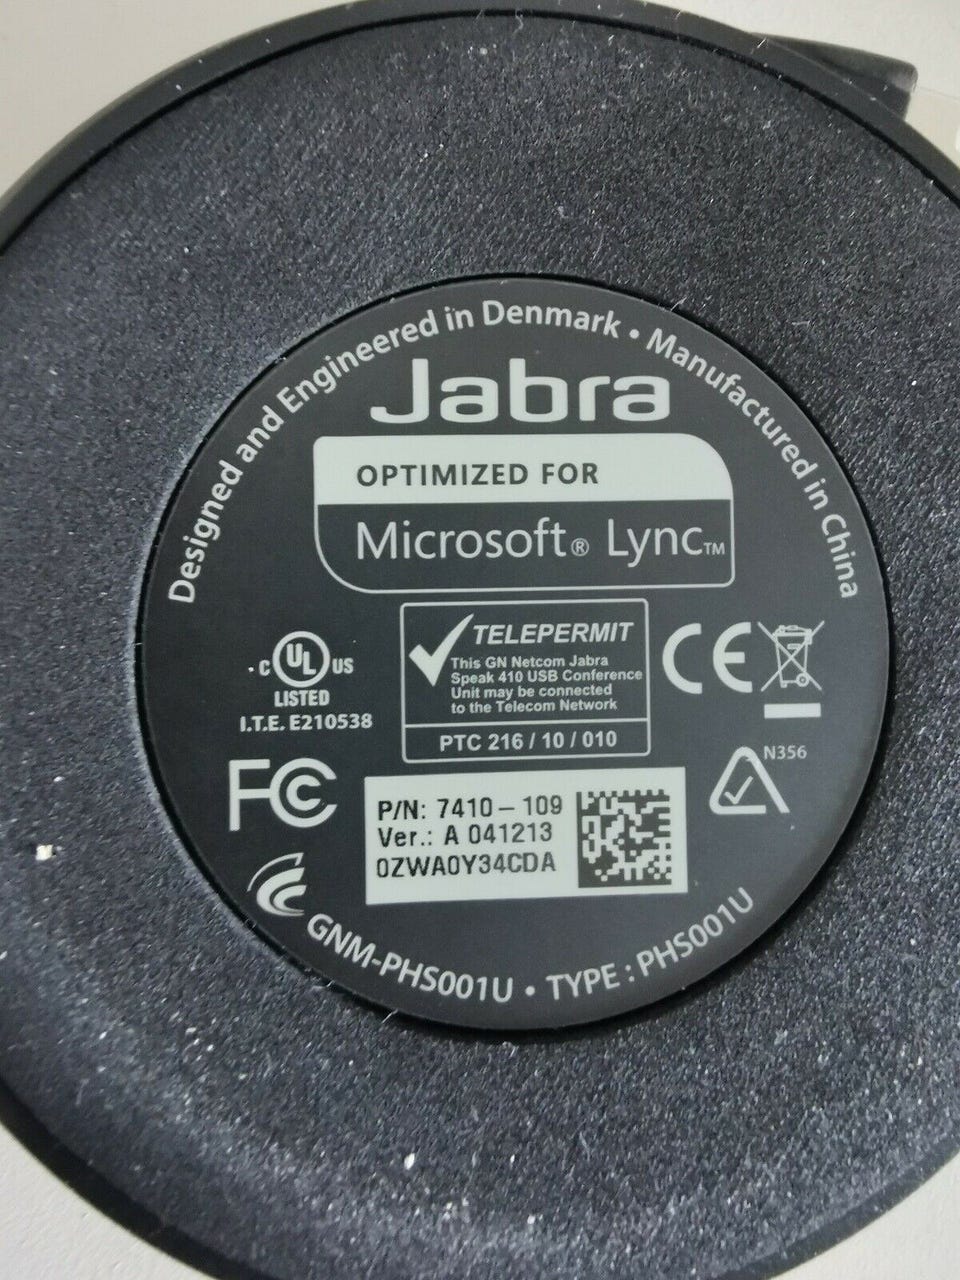 Designed and Engineered in Denmark • Manufactured in China
Jabra
OPTIMIZED FOR
Microsoft® Lync™
TELEPERMIT
This GN Netcom Jabra
Speak 410 USB Conference
Unit may be connected
to the Telecom Network
PTC 216 / 10 / 010
C UL US
LISTED
I.T.E. E210538
CE
FC
N356
P/N: 7410-109
Ver.: A 041213
0ZWA0Y34CDA
GNM-PHS001U • TYPE : PHS001U